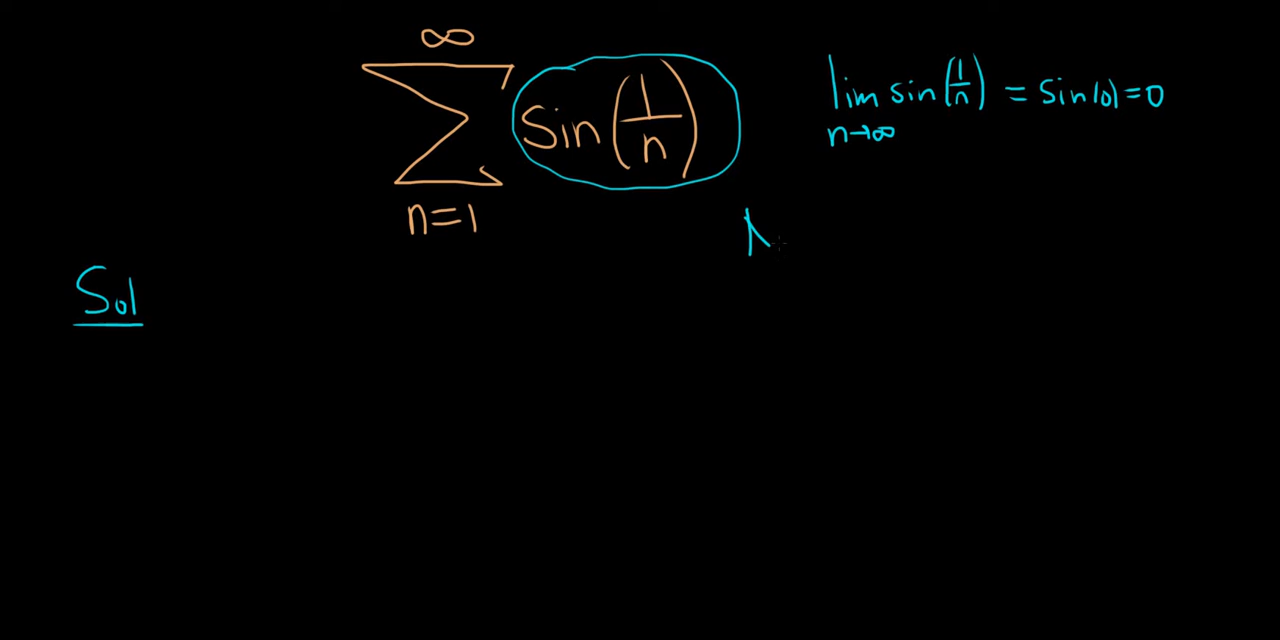 ∞
∑ sin(1/n)
n=1
lim sin(1/n) = sin(0) = 0
n→∞
N
Sol